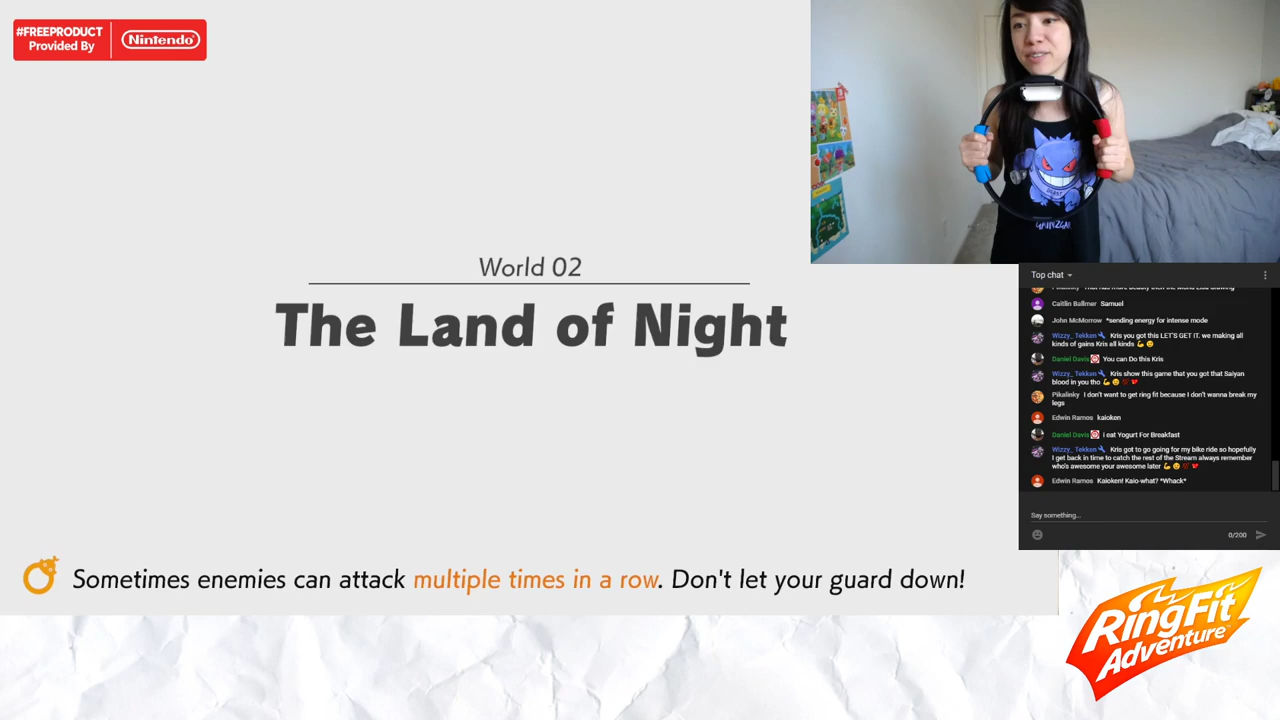 #FREEPRODUCT
Provided By
Nintendo
World 02
The Land of Night
Sometimes enemies can attack multiple times in a row. Don't let your guard down!
Top chat
Caitlin Ballmer Samuel
John McMorrow *sending energy for intense mode
Wizzy_ Tekken Kris you got this LET'S GET IT. we making all
kinds of gains Kris all kinds
Daniel Davis You can Do this Kris
Wizzy_ Tekken Kris show this game that you got that Saiyan
blood in you tho
Pikalinky I don't want to get ring fit because I don't wanna break my
legs
Edwin Ramos kaioken
Daniel Davis i eat Yogurt For Breakfast
Wizzy_ Tekken Kris got to go going for my bike ride so hopefully
I get back in time to catch the rest of the Stream always remember
who's awesome your awesome later
Edwin Ramos Kaioken! Kaio-what? *Whack*
Say something...
0/200
RingFit
Adventure